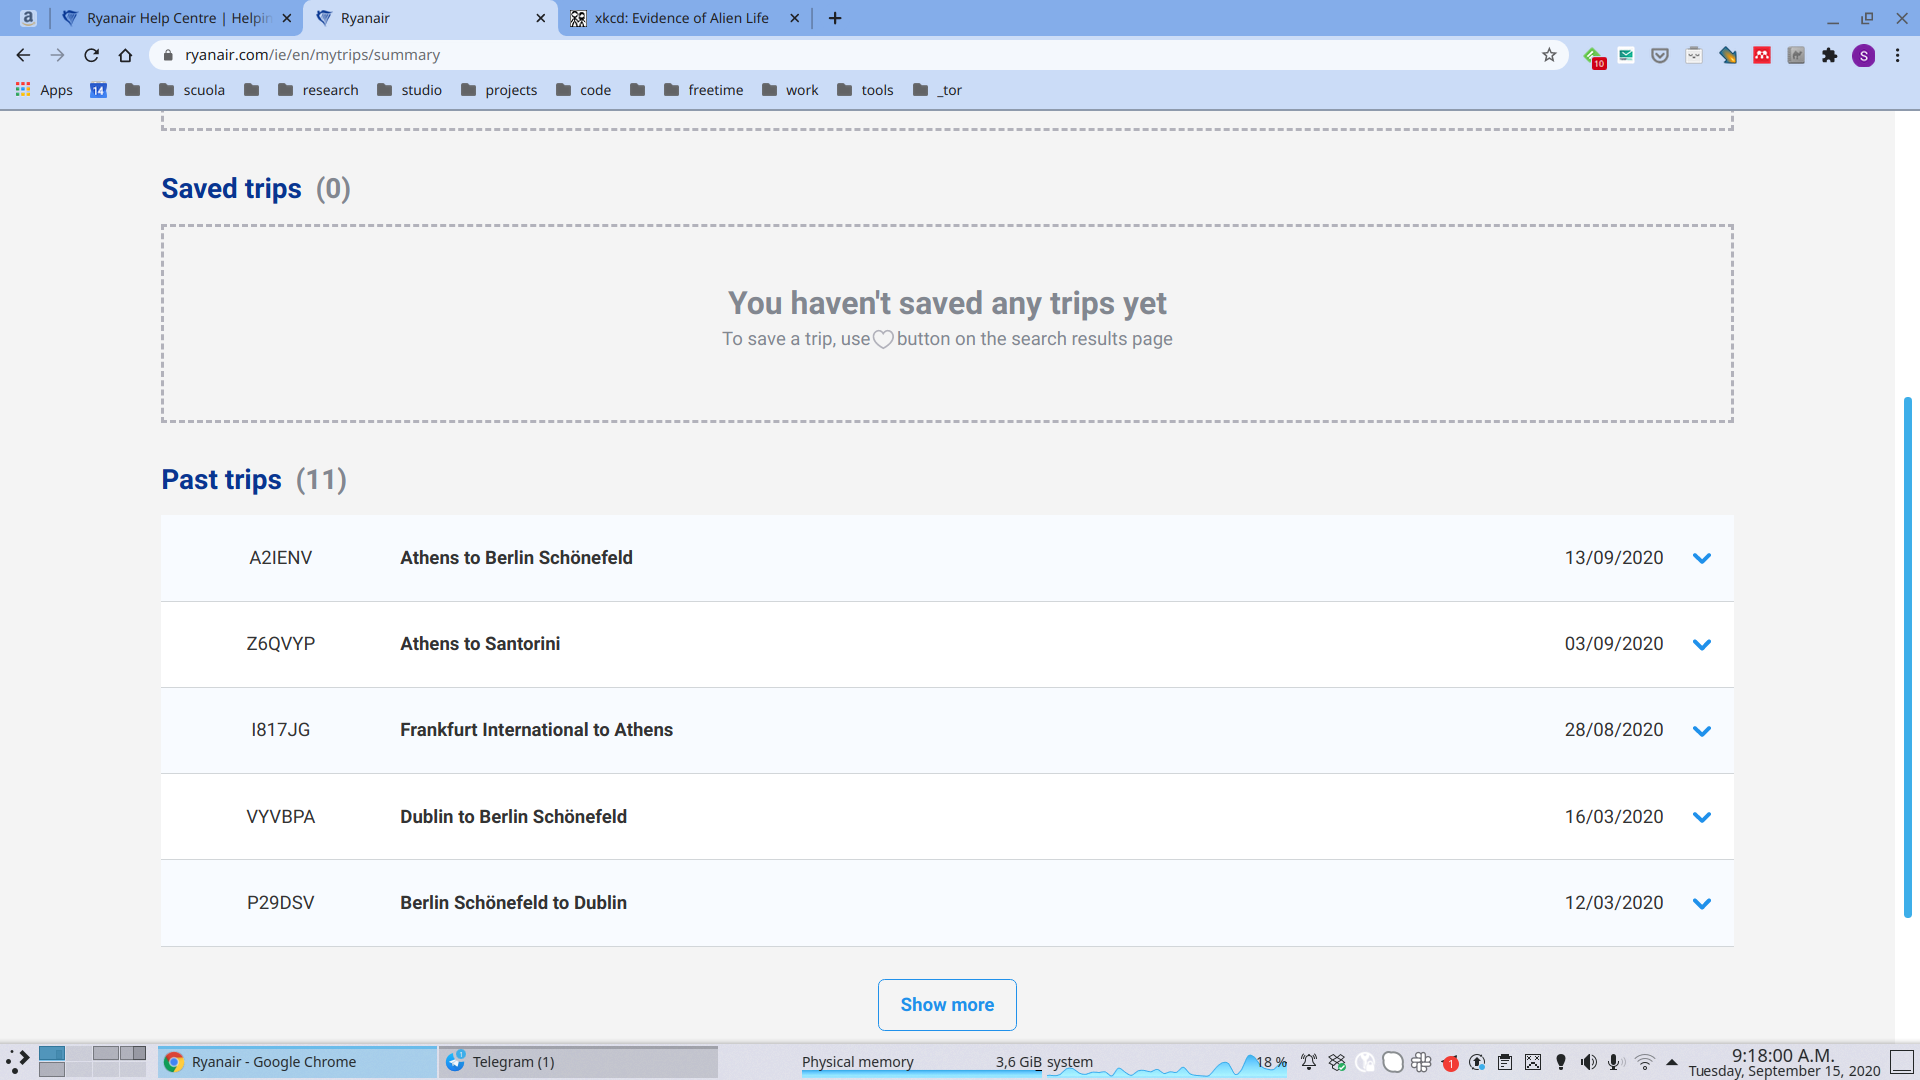 Ryanair Help Centre | Helpin
Ryanair
xkcd: Evidence of Alien Life
ryanair.com/ie/en/mytrips/summary
10
S
Apps
14
scuola
research
studio
projects
code
freetime
work
tools
_tor
Saved trips (0)
You haven't saved any trips yet
To save a trip, use button on the search results page
Past trips (11)
A2IENV Athens to Berlin Schönefeld 13/09/2020
Z6QVYP Athens to Santorini 03/09/2020
I817JG Frankfurt International to Athens 28/08/2020
VYVBPA Dublin to Berlin Schönefeld 16/03/2020
P29DSV Berlin Schönefeld to Dublin 12/03/2020
Show more
Ryanair - Google Chrome
1
Telegram (1)
Physical memory 3,6 GiB
system 18 %
1
9:18:00 A.M.
Tuesday, September 15, 2020